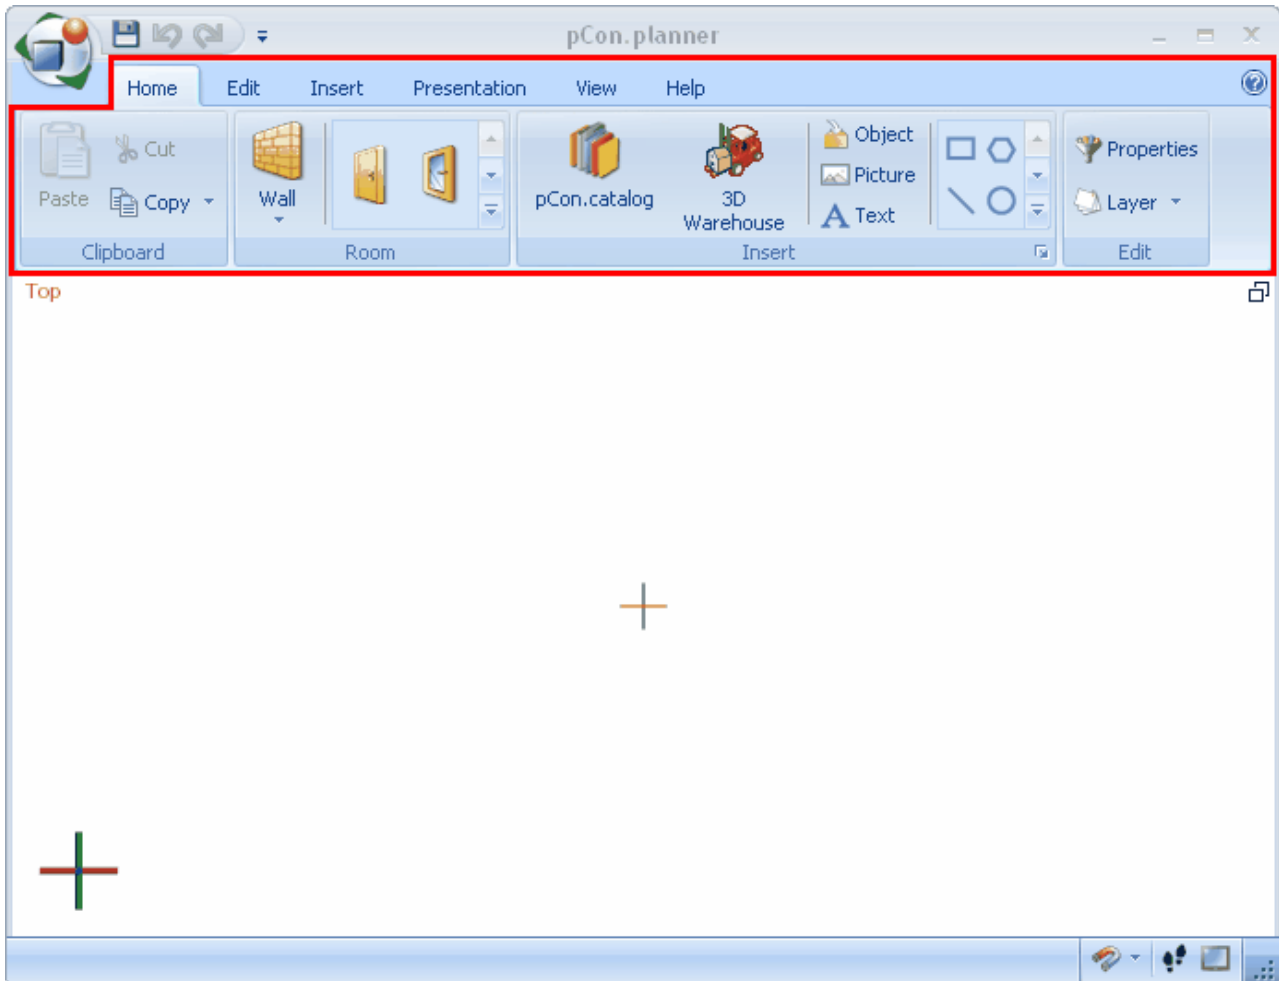 pCon.planner
Home Edit Insert Presentation View Help
Paste
Cut
Copy
Clipboard
Wall
Room
pCon.catalog
3D
Warehouse
Object
Picture
A Text
Insert
Properties
Layer
Edit
Top